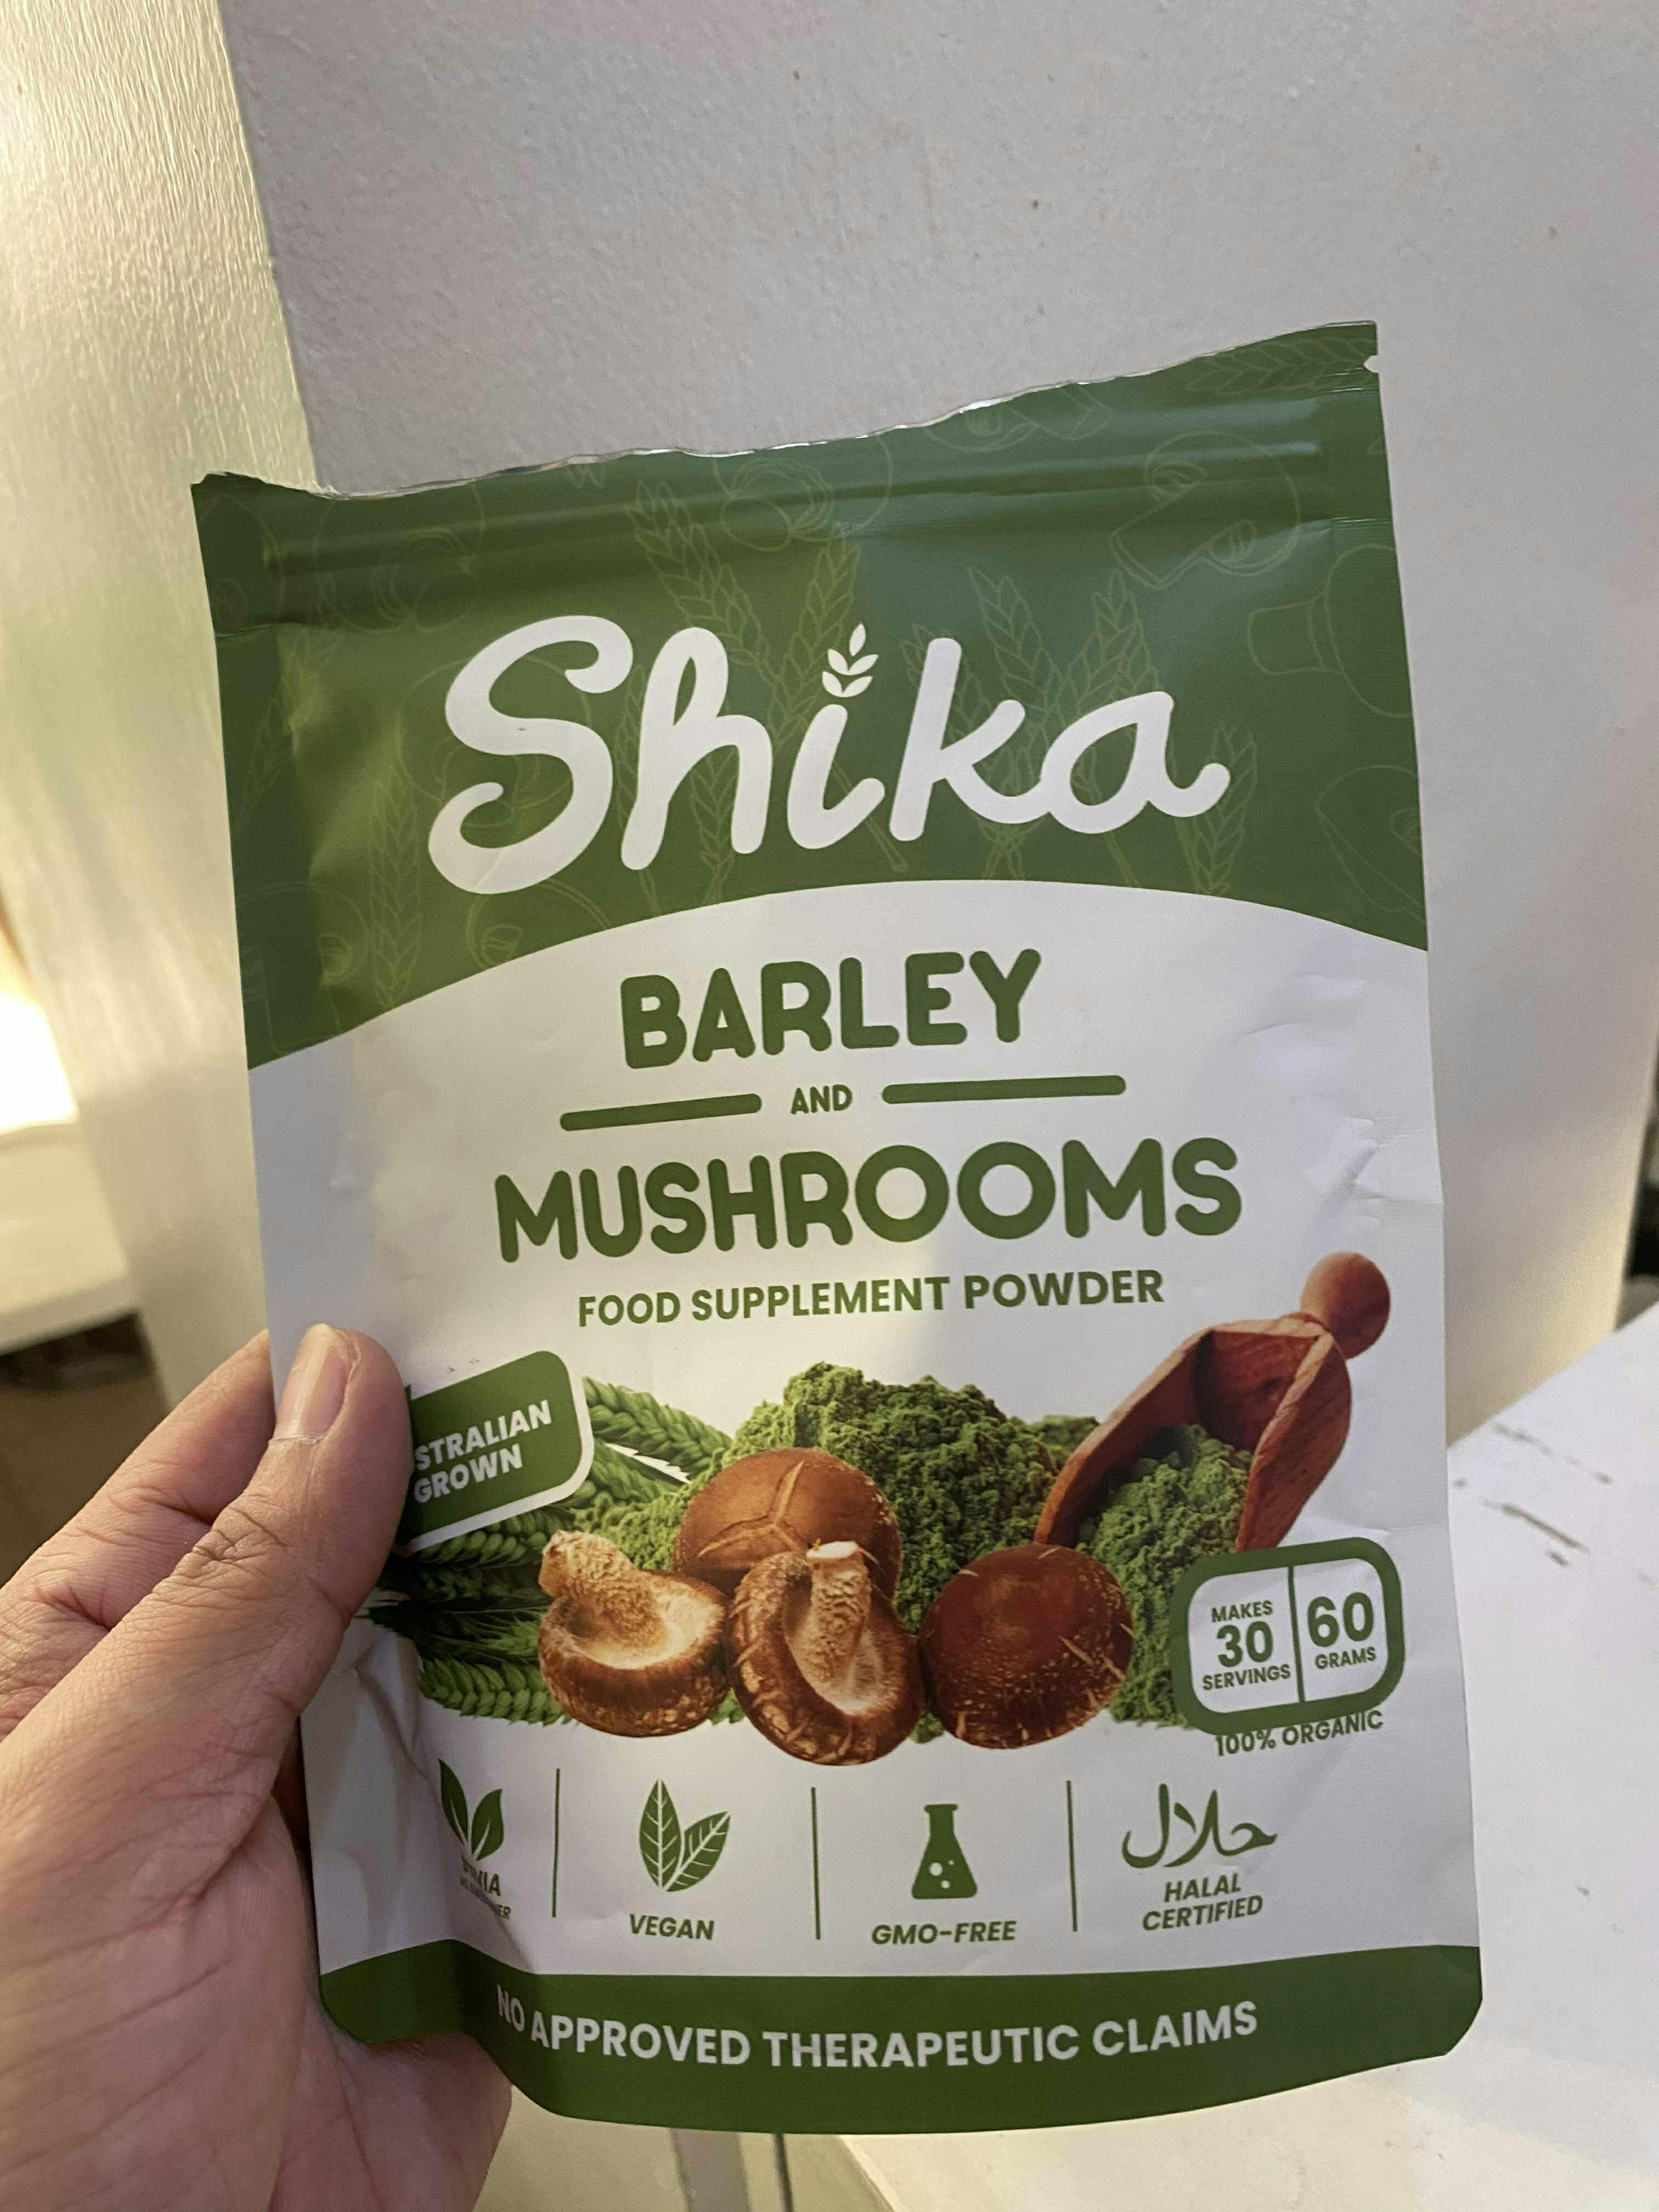 Shika
BARLEY
AND
MUSHROOMS
FOOD SUPPLEMENT POWDER
GROWN
MAKES
30
SERVINGS
60
GRAMS
100% ORGANIC
VEGAN
GMO-FREE
حلال
HALAL
CERTIFIED
NO APPROVED THERAPEUTIC CLAIMS